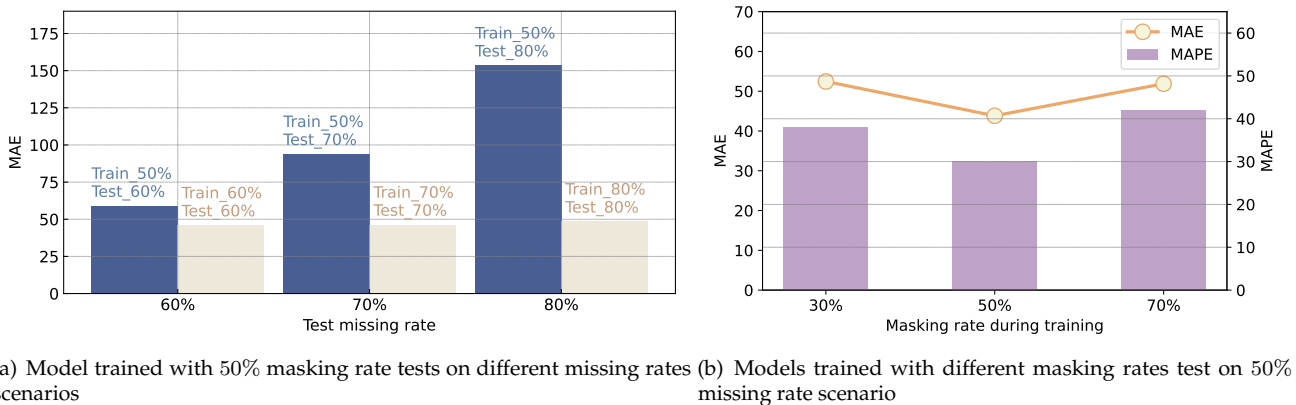 175
150
125
100
75
50
25
0
MAE
Train_50%
Test_60%
Train_60%
Test_60%
Train_50%
Test_70%
Train_70%
Test_70%
Train_50%
Test_80%
Train_80%
Test_80%
60%
70%
80%
Test missing rate
70
60
50
40
30
20
10
0
MAE
MAE
MAPE
60
50
40
30
20
10
0
MAPE
30%
50%
70%
Masking rate during training
a) Model trained with 50% masking rate tests on different missing rates
scenarios
(b) Models trained with different masking rates test on 50%
missing rate scenario